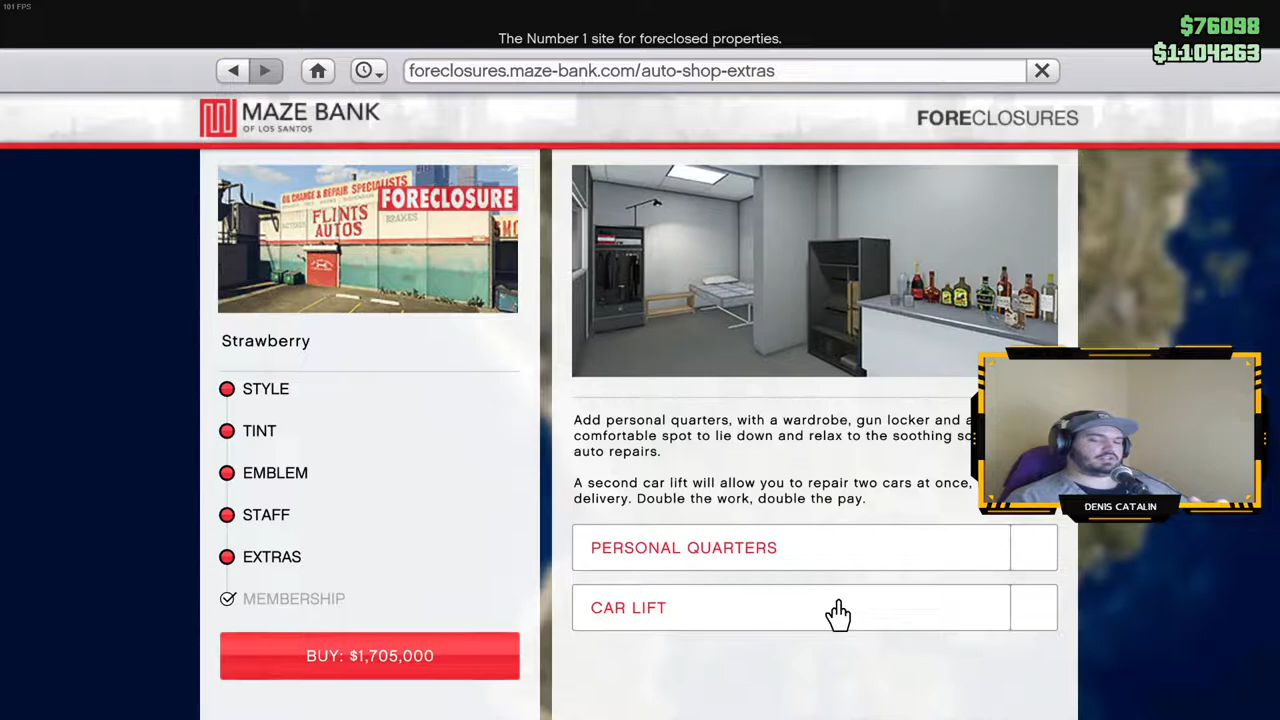 101 FPS
$76098
$1104263
The Number 1 site for foreclosed properties.
foreclosures.maze-bank.com/auto-shop-extras
MAZE BANK
OF LOS SANTOS
FORECLOSURES
OIL CHANGE & REPAIR SPECIALISTS
FORECLOSURE
FLINTS
AUTOS
BRAKES
Strawberry
STYLE
TINT
EMBLEM
STAFF
EXTRAS
MEMBERSHIP
BUY: $1,705,000
Add personal quarters, with a wardrobe, gun locker and a
comfortable spot to lie down and relax to the soothing
auto repairs.
A second car lift will allow you to repair two cars at once,
delivery. Double the work, double the pay.
PERSONAL QUARTERS
CAR LIFT
DENIS CATALIN